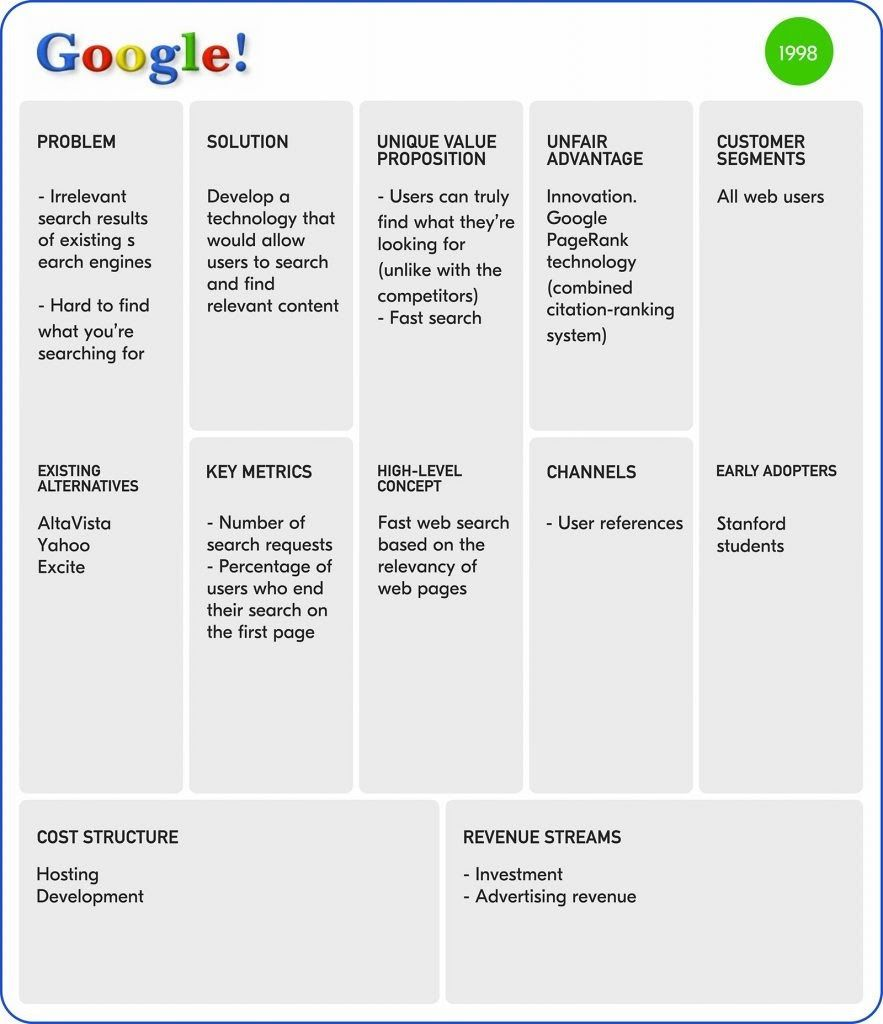 Google!
1998
PROBLEM
- Irrelevant
search results
of existing s
earch engines
- Hard to find
what you're
searching for
EXISTING
ALTERNATIVES
AltaVista
Yahoo
Excite
SOLUTION
Develop a
technology that
would allow
users to search
and find
relevant content
KEY METRICS
- Number of
search requests
- Percentage of
users who end
their search on
the first page
UNIQUE VALUE
PROPOSITION
- Users can truly
find what they're
looking for
(unlike with the
competitors)
- Fast search
HIGH-LEVEL
CONCEPT
Fast web search
based on the
relevancy of
web pages
UNFAIR
ADVANTAGE
Innovation.
Google
PageRank
technology
(combined
citation-ranking
system)
CHANNELS
- User references
CUSTOMER
SEGMENTS
All web users
EARLY ADOPTERS
Stanford
students
COST STRUCTURE
Hosting
Development
REVENUE STREAMS
- Investment
- Advertising revenue